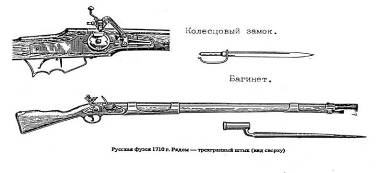 Колесцовый замок.
Багинет.
Русская фузея 1710 г. Рядом — трехгранный штык (вид сверху)